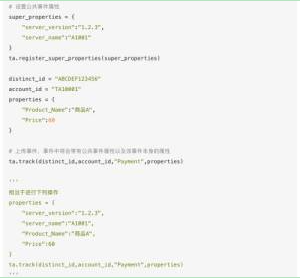 # 设置公共事件属性
super_properties = {
"server_version":"1.2.3",
"server_name":"A1001"
}
ta.register_super_properties(super_properties)
distinct_id = "ABCDEF123456"
account_id = "TA10001"
properties = {
"Product_Name":"商品A",
"Price":60
}
# 上传事件，事件中将会带有公共事件属性以及该事件本身的属性
ta.track(distinct_id,account_id,"Payment",properties)
'''
相当于进行下列操作
properties = {
"server_version":"1.2.3",
"server_name":"A1001",
"Product_Name":"商品A",
"Price":60
}
ta.track(distinct_id,account_id,"Payment",properties)
'''